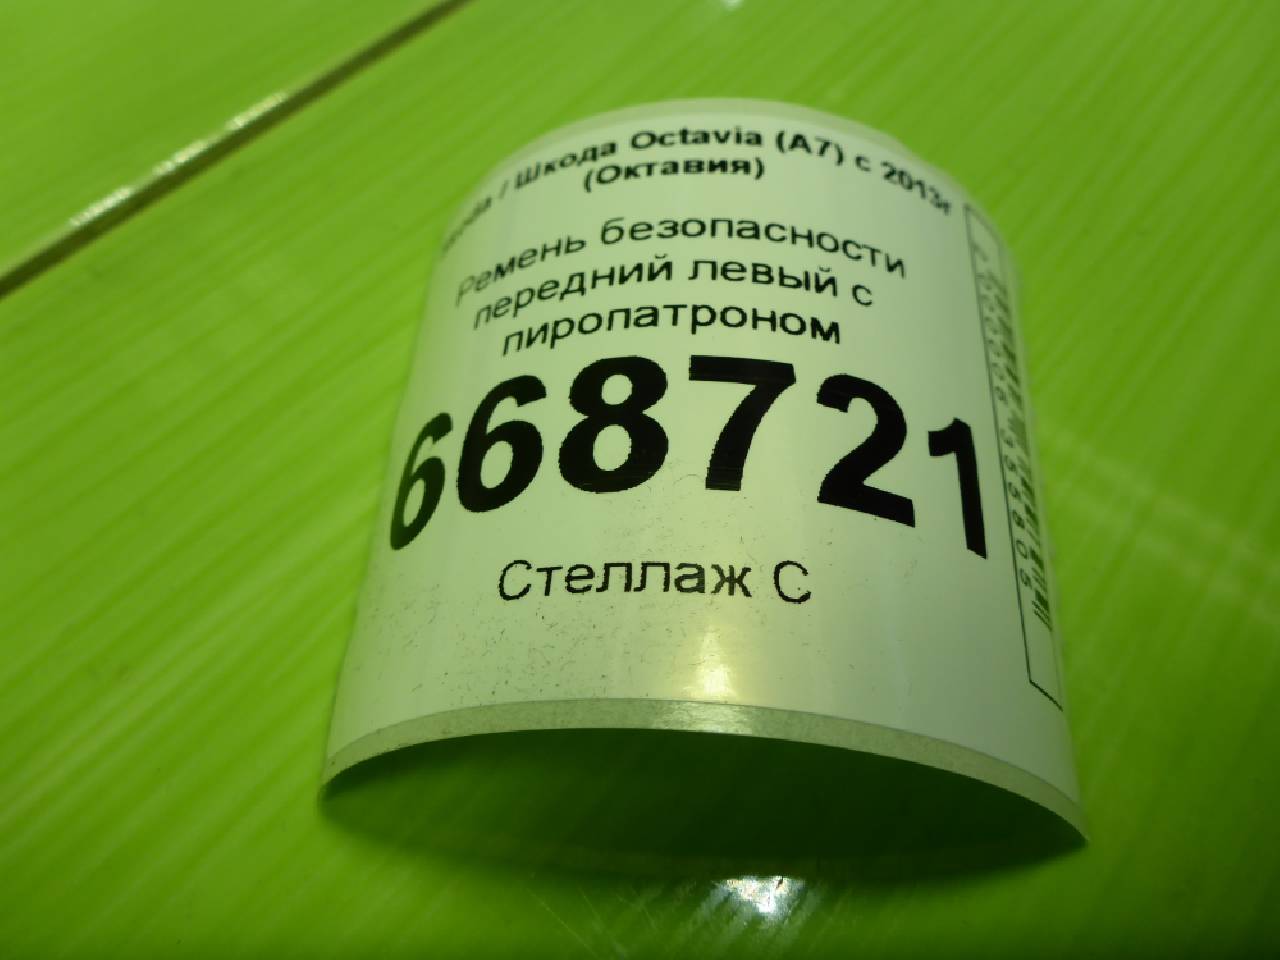 / Шкода Octavia (A7) с 2013г
(Октавия)
Ремень безопасности
передний левый с
пиропатроном
668721
Стеллаж С